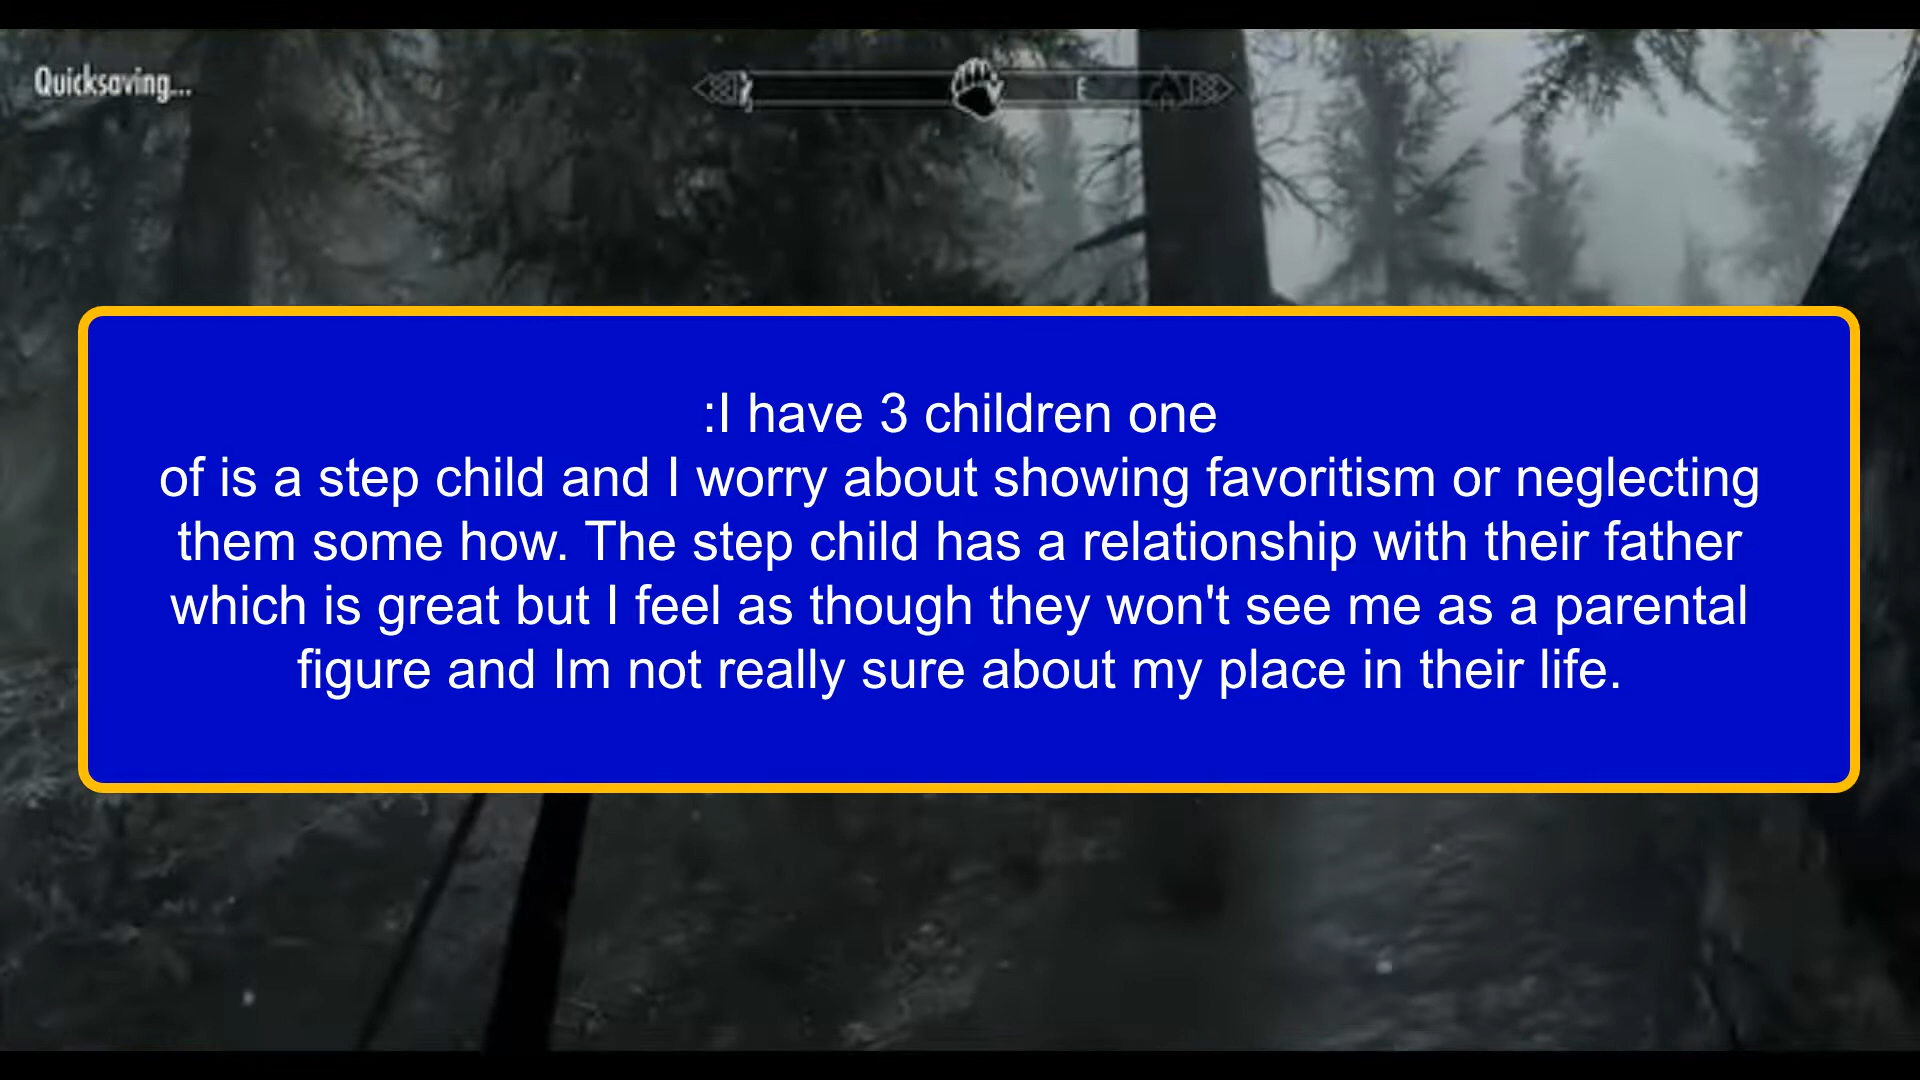 Quicksaving...
E
:I have 3 children one
of is a step child and I worry about showing favoritism or neglecting
them some how. The step child has a relationship with their father
which is great but I feel as though they won't see me as a parental
figure and Im not really sure about my place in their life.